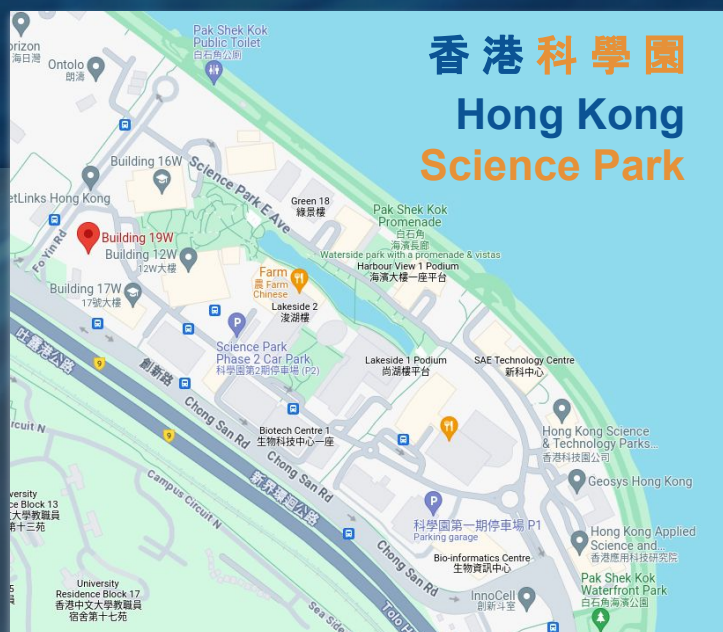 香港科學園
Hong Kong
Science Park
Pak Shek Kok
Public Toilet
白石角公廁
orizon
海日灣
Ontolo
朗濤
Building 16W
Science Park E Ave
etLinks Hong Kong
Green 18
綠景樓
Pak Shek Kok
Promenade
白石角
海濱長廊
Waterside park with a promenade & vistas
Building 19W
Fo Yin Rd
Building 12W
12W大樓
Harbour View 1 Podium
海濱大樓一座平台
Farm
農 Farm
Chinese
Building 17W
17號大樓
Lakeside 2
浚湖樓
Science Park
Phase 2 Car Park
科學園第2期停車場 (P2)
Lakeside 1 Podium
尚湖樓平台
SAE Technology Centre
新科中心
吐露港公路
9
創新路
Chong San Rd
Biotech Centre 1
生物科技中心一座
Hong Kong Science
& Technology Parks...
香港科技園公司
rcuit N
9
Chong San Rd
Geosys Hong Kong
Campus Circuit N
新界環迴公路
versity
ce Block 13
大學教職員
第十三苑
科學園第一期停車場 P1
Parking garage
Hong Kong Applied
Science and...
香港應用科技研究院
Chong San Rd
Bio-informatics Centre
生物資訊中心
Pak Shek Kok
Waterfront Park
白石角海濱公園
University
Residence Block 17
香港中文大學教職員
宿舍第十七苑
InnoCell
創新斗室
Sea Side
Tolo H
5
員